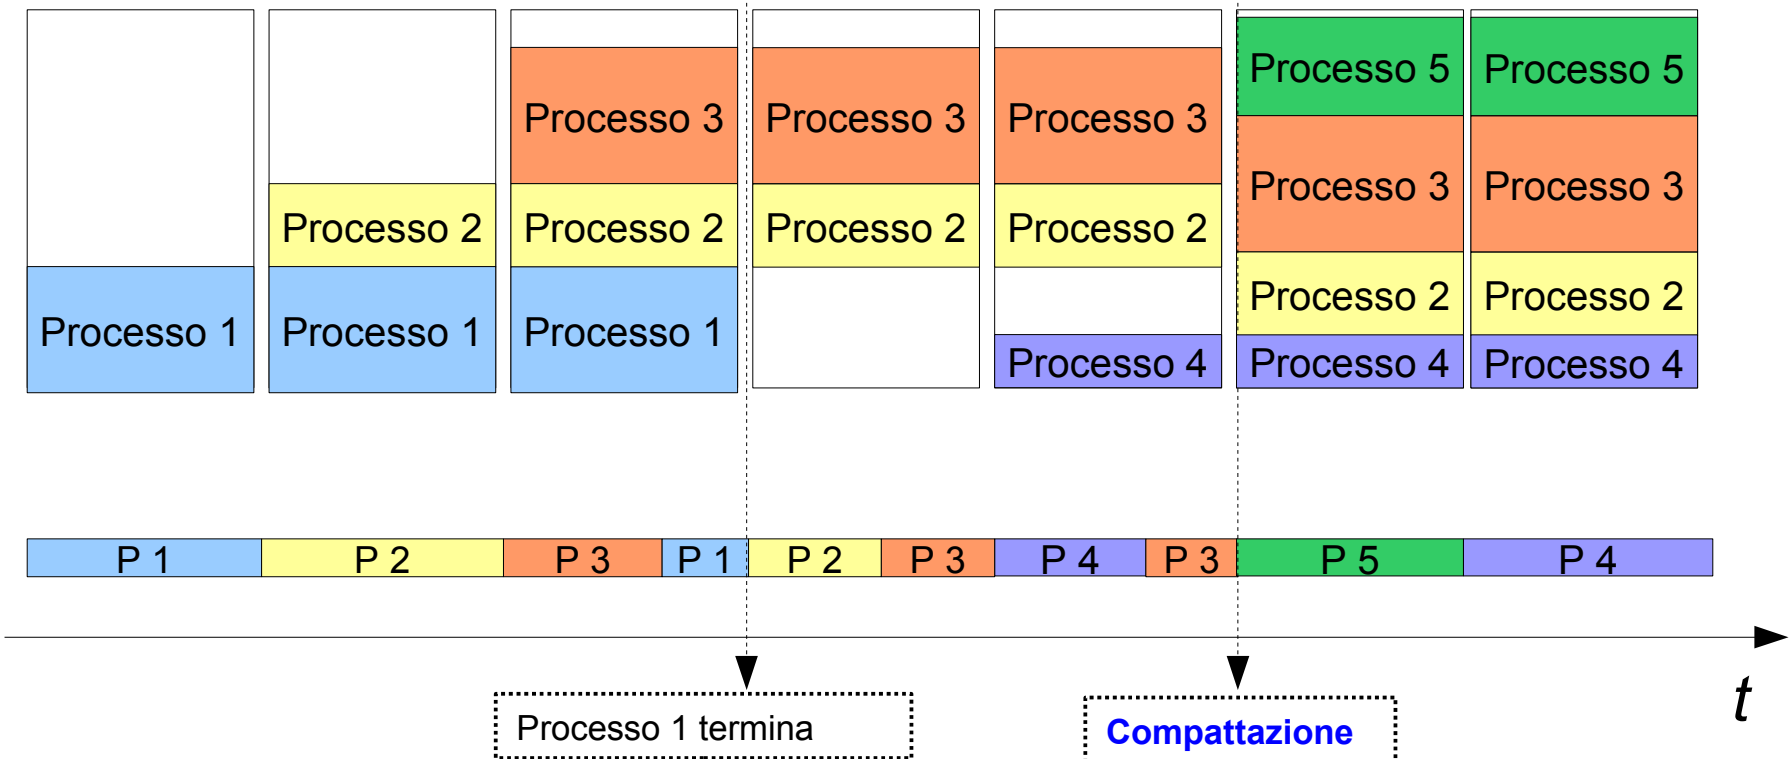 Processo 1
Processo 2
Processo 1
Processo 3
Processo 2
Processo 1
Processo 3
Processo 2
Processo 3
Processo 2
Processo 4
Processo 5
Processo 3
Processo 2
Processo 4
Processo 5
Processo 3
Processo 2
Processo 4
P 1 P 2 P 3 P 1 P 2 P 3 P 4 P 3 P 5 P 4
t
Processo 1 termina
Compattazione